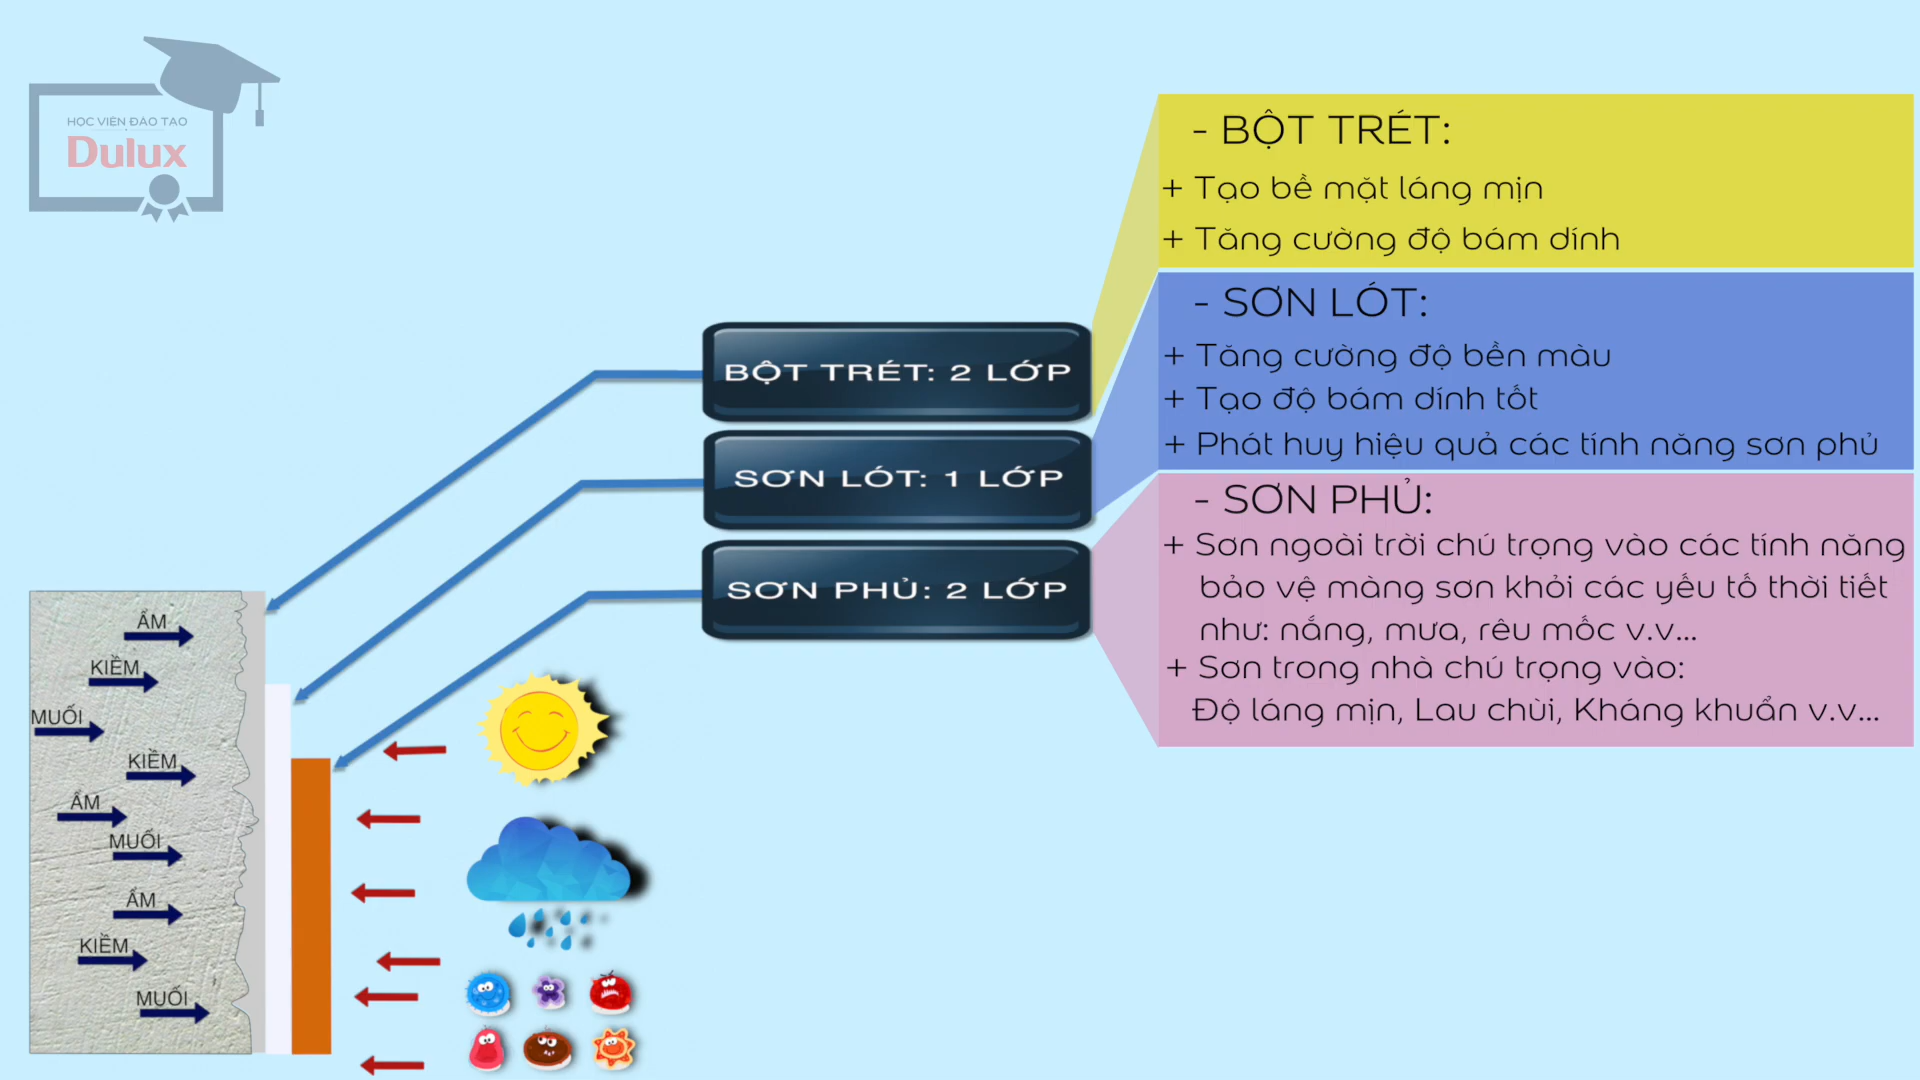 HỌC VIỆN ĐÀO TẠO
Dulux
BỘT TRÉT: 2 LỚP
SƠN LÓT: 1 LỚP
SƠN PHỦ: 2 LỚP
- BỘT TRÉT:
+ Tạo bề mặt láng mịn
+ Tăng cường độ bám dính
- SƠN LÓT:
+ Tăng cường độ bền màu
+ Tạo độ bám dính tốt
+ Phát huy hiệu quả các tính năng sơn phủ
- SƠN PHỦ:
+ Sơn ngoài trời chú trọng vào các tính năng
bảo vệ màng sơn khỏi các yếu tố thời tiết
như: nắng, mưa, rêu mốc v.v...
+ Sơn trong nhà chú trọng vào:
Độ láng mịn, Lau chùi, Kháng khuẩn v.v...
ẨM
KIỀM
MUỐI
KIỀM
ẨM
MUỐI
ẨM
KIỀM
MUỐI